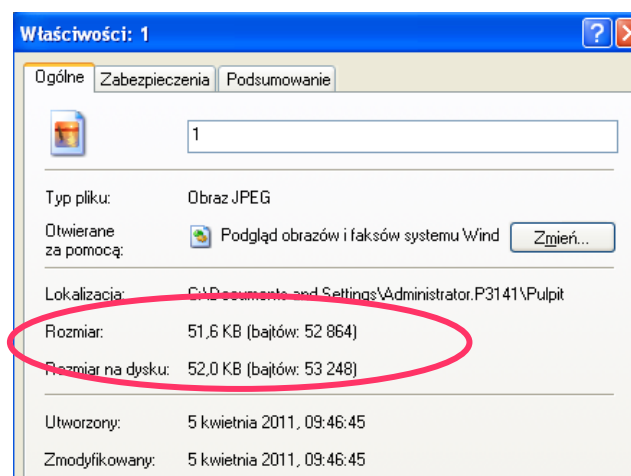 Właściwości: 1
Ogólne Zabezpieczenia Podsumowanie
1
Typ pliku: Obraz JPEG
Otwierane za pomocą: Podgląd obrazów i faksów systemu Wind Zmień...
Lokalizacja: C:\Documents and Settings\Administrator.P3141\Pulpit
Rozmiar: 51,6 KB (bajtów: 52 864)
Rozmiar na dysku: 52,0 KB (bajtów: 53 248)
Utworzony: 5 kwietnia 2011, 09:46:45
Zmodyfikowany: 5 kwietnia 2011, 09:46:45